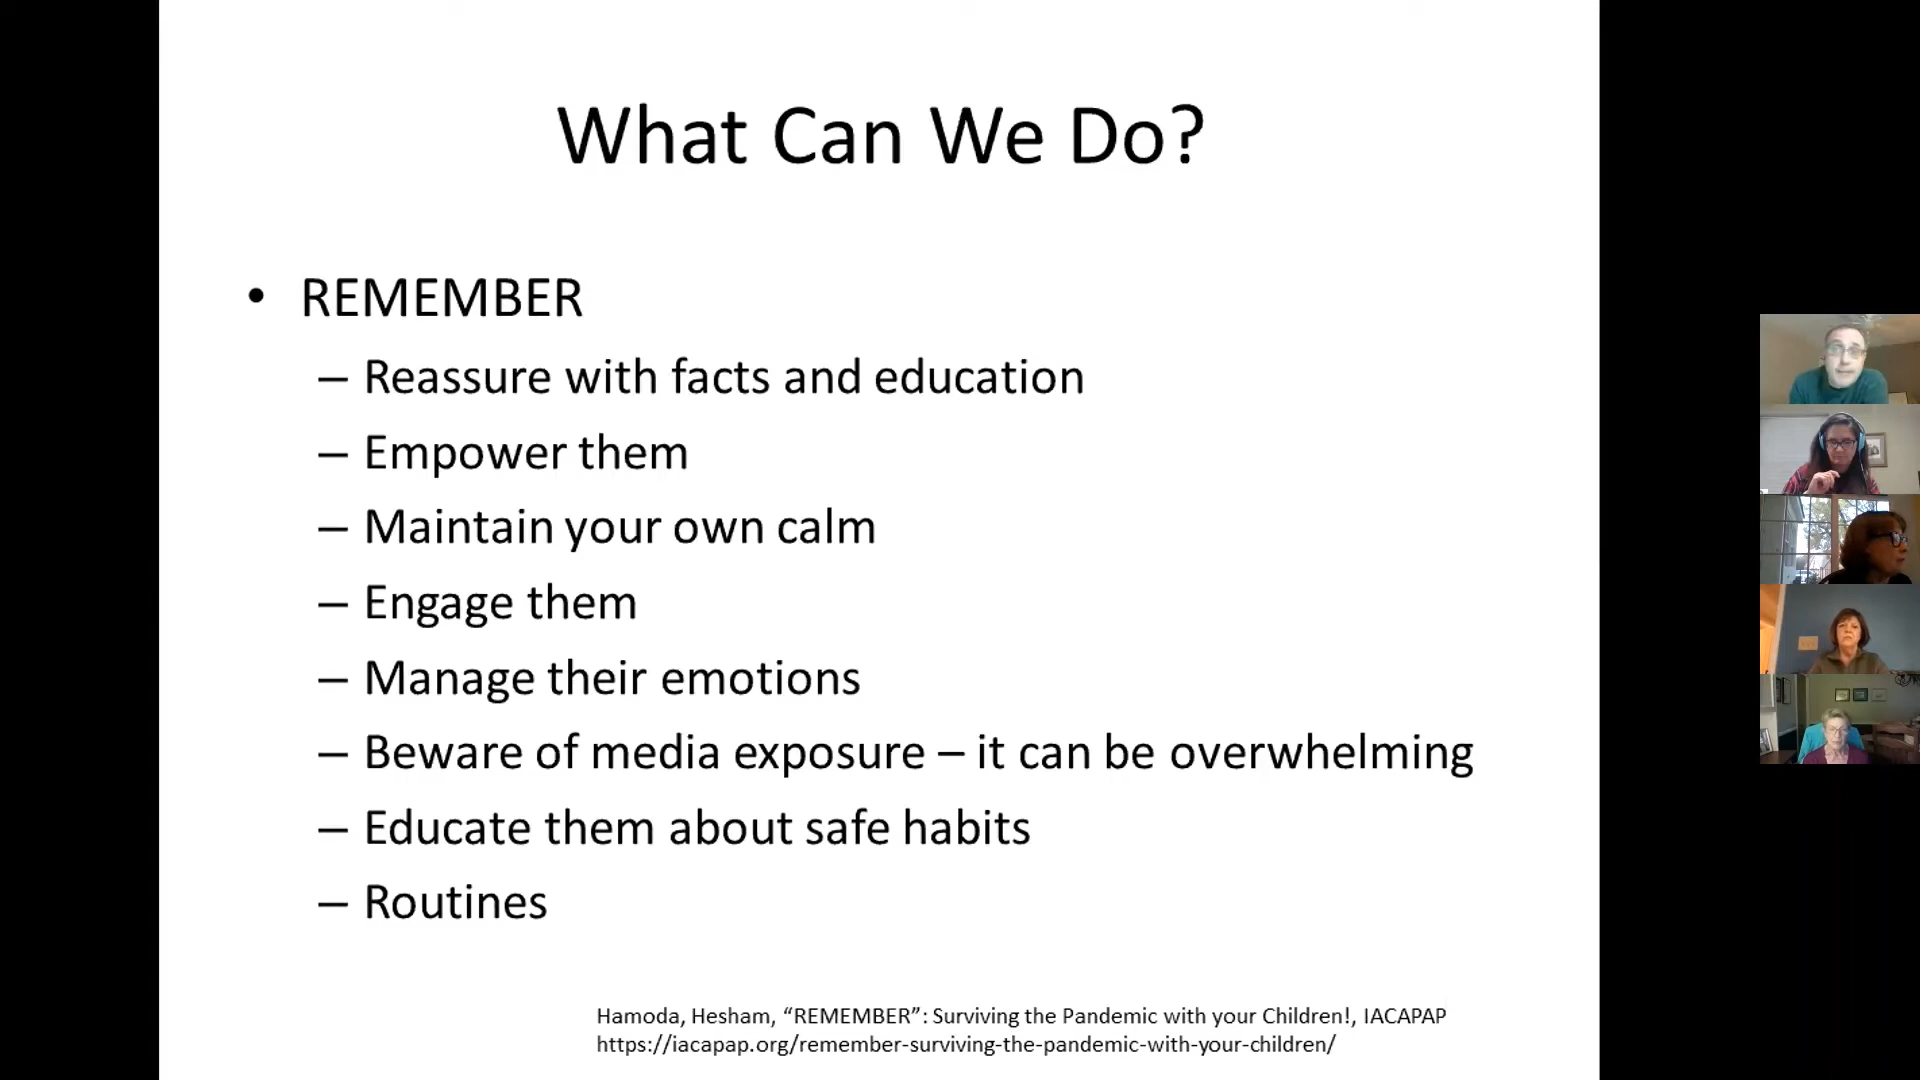 What Can We Do?
• REMEMBER
– Reassure with facts and education
– Empower them
– Maintain your own calm
– Engage them
– Manage their emotions
– Beware of media exposure – it can be overwhelming
– Educate them about safe habits
– Routines
Hamoda, Hesham, “REMEMBER”: Surviving the Pandemic with your Children!, IACAPAP
https://iacapap.org/remember-surviving-the-pandemic-with-your-children/